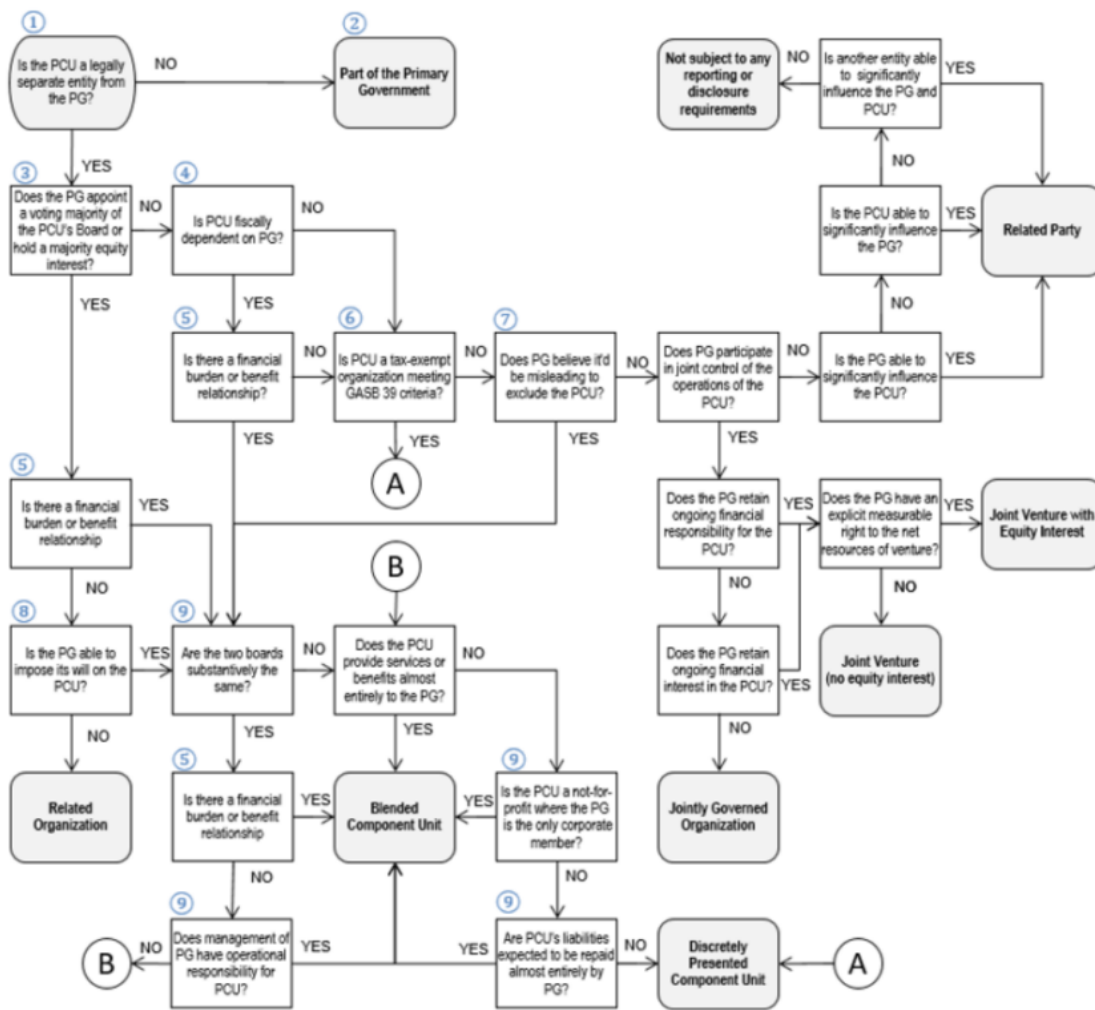 ①
Is the PCU a legally
separate entity from
the PG?
NO
②
Part of the Primary
Government
Not subject to any
reporting or
disclosure
requirements
NO
Is another entity able
to significantly
influence the PG and
PCU?
YES
YES
NO
③
Does the PG appoint
a voting majority of
the PCU's Board or
hold a majority equity
interest?
NO
④
Is PCU fiscally
dependent on PG?
NO
Is the PCU able to
significantly influence
the PG?
YES
Related Party
YES
YES
NO
⑤
Is there a financial
burden or benefit
relationship?
NO
⑥
Is PCU a tax-exempt
organization meeting
GASB 39 criteria?
NO
⑦
Does PG believe it'd
be misleading to
exclude the PCU?
NO
Does PG participate
in joint control of the
operations of the
PCU?
NO
Is the PG able to
significantly influence
the PCU?
YES
YES
YES
YES
YES
A
⑤
Is there a financial
burden or benefit
relationship
YES
Does the PG retain
ongoing financial
responsibility for the
PCU?
YES
Does the PG have an
explicit measurable
right to the net
resources of venture?
YES
Joint Venture with
Equity Interest
B
NO
NO
NO
⑧
Is the PG able to
impose its will on the
PCU?
YES
⑨
Are the two boards
substantively the
same?
NO
Does the PCU
provide services or
benefits almost
entirely to the PG?
NO
Does the PG retain
ongoing financial
interest in the PCU?
YES
Joint Venture
(no equity interest)
NO
YES
YES
NO
Related
Organization
⑤
Is there a financial
burden or benefit
relationship
YES
Blended
Component Unit
YES
⑨
Is the PCU a not-for-
profit where the PG
is the only corporate
member?
Jointly Governed
Organization
NO
NO
B
NO
⑨
Does management of
PG have operational
responsibility for
PCU?
YES
YES
⑨
Are PCU's liabilities
expected to be repaid
almost entirely by
PG?
NO
Discretely
Presented
Component Unit
A